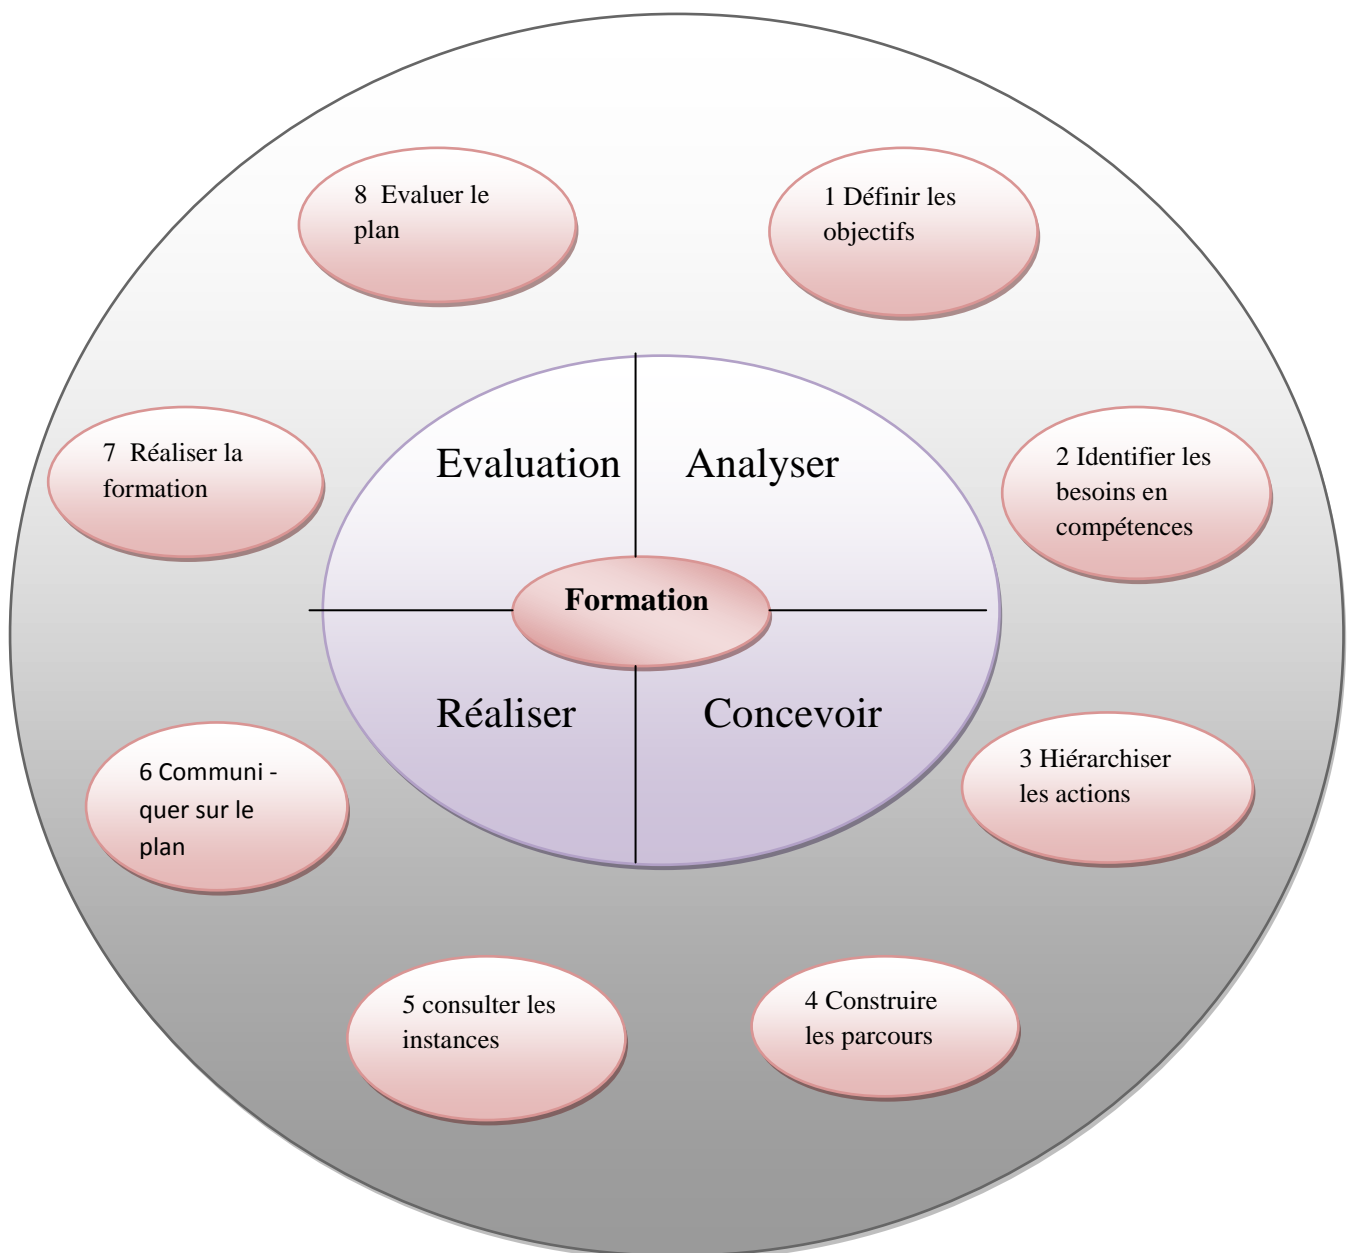 8 Evaluer le
plan
1 Définir les
objectifs
7 Réaliser la
formation
Evaluation
Analyser
2 Identifier les
besoins en
compétences
Formation
Réaliser
Concevoir
6 Communi -
quer sur le
plan
3 Hiérarchiser
les actions
5 consulter les
instances
4 Construire
les parcours